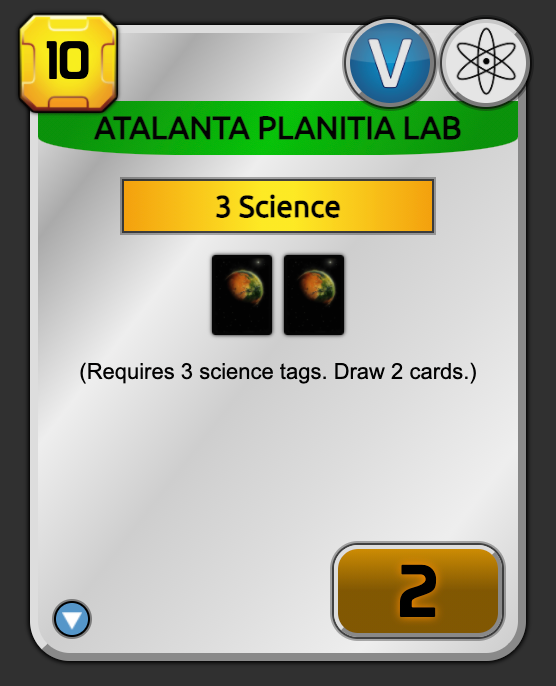 10
V
ATALANTA PLANITIA LAB
3 Science
(Requires 3 science tags. Draw 2 cards.)
2